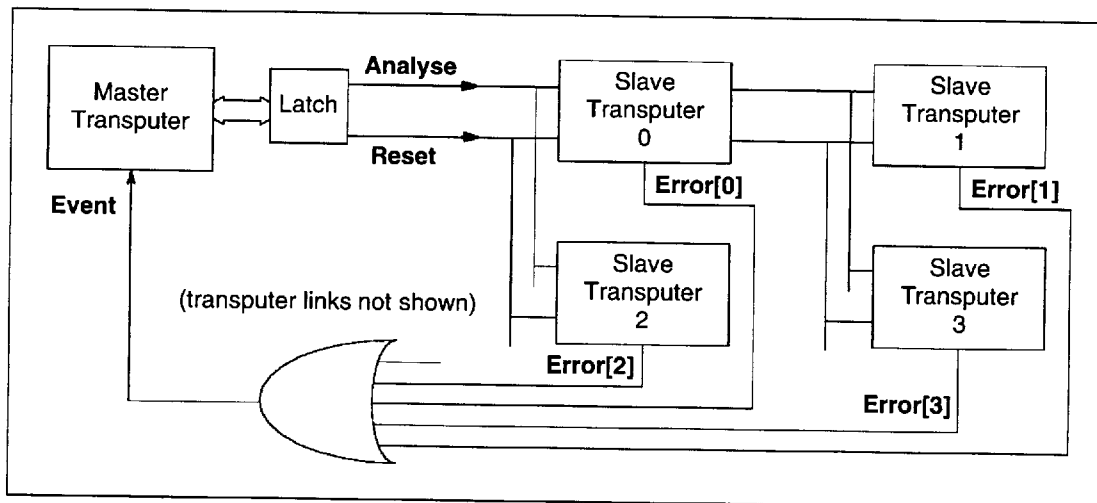 Master
Transputer
Latch
Analyse
Reset
Slave
Transputer
0
Slave
Transputer
1
Error[0]
Error[1]
Event
Slave
Transputer
2
Slave
Transputer
3
(transputer links not shown)
Error[2]
Error[3]